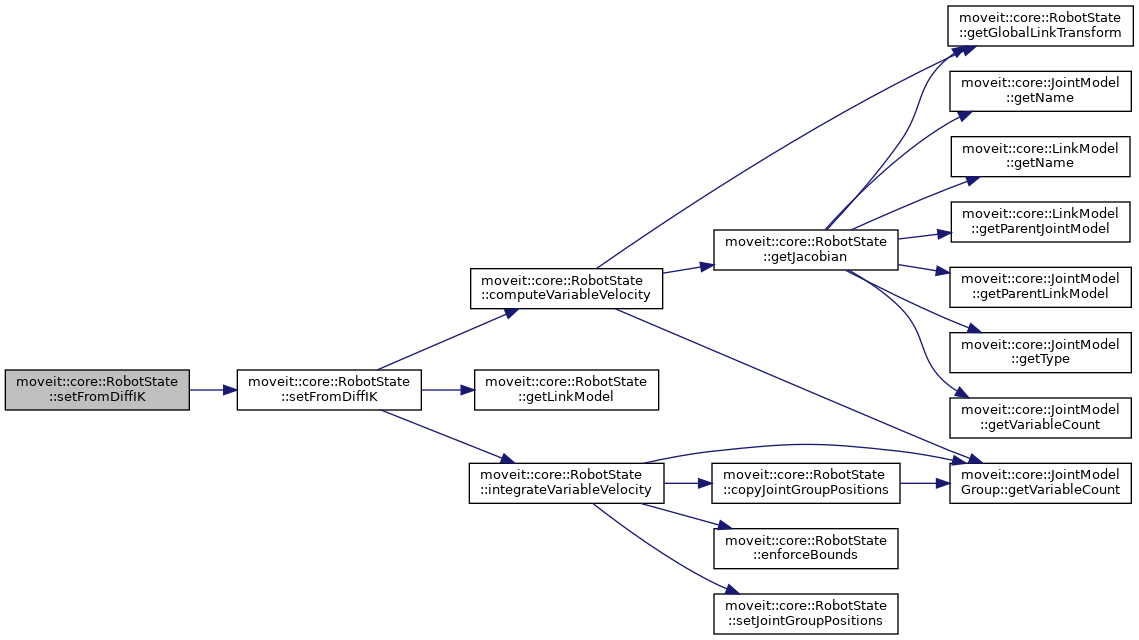 moveit::core::RobotState
::setFromDiffIK
moveit::core::RobotState
::setFromDiffIK
moveit::core::RobotState
::computeVariableVelocity
moveit::core::RobotState
::getLinkModel
moveit::core::RobotState
::integrateVariableVelocity
moveit::core::RobotState
::getJacobian
moveit::core::RobotState
::copyJointGroupPositions
moveit::core::RobotState
::enforceBounds
moveit::core::RobotState
::setJointGroupPositions
moveit::core::RobotState
::getGlobalLinkTransform
moveit::core::JointModel
::getName
moveit::core::LinkModel
::getName
moveit::core::LinkModel
::getParentJointModel
moveit::core::JointModel
::getParentLinkModel
moveit::core::JointModel
::getType
moveit::core::JointModel
::getVariableCount
moveit::core::JointModel
Group::getVariableCount